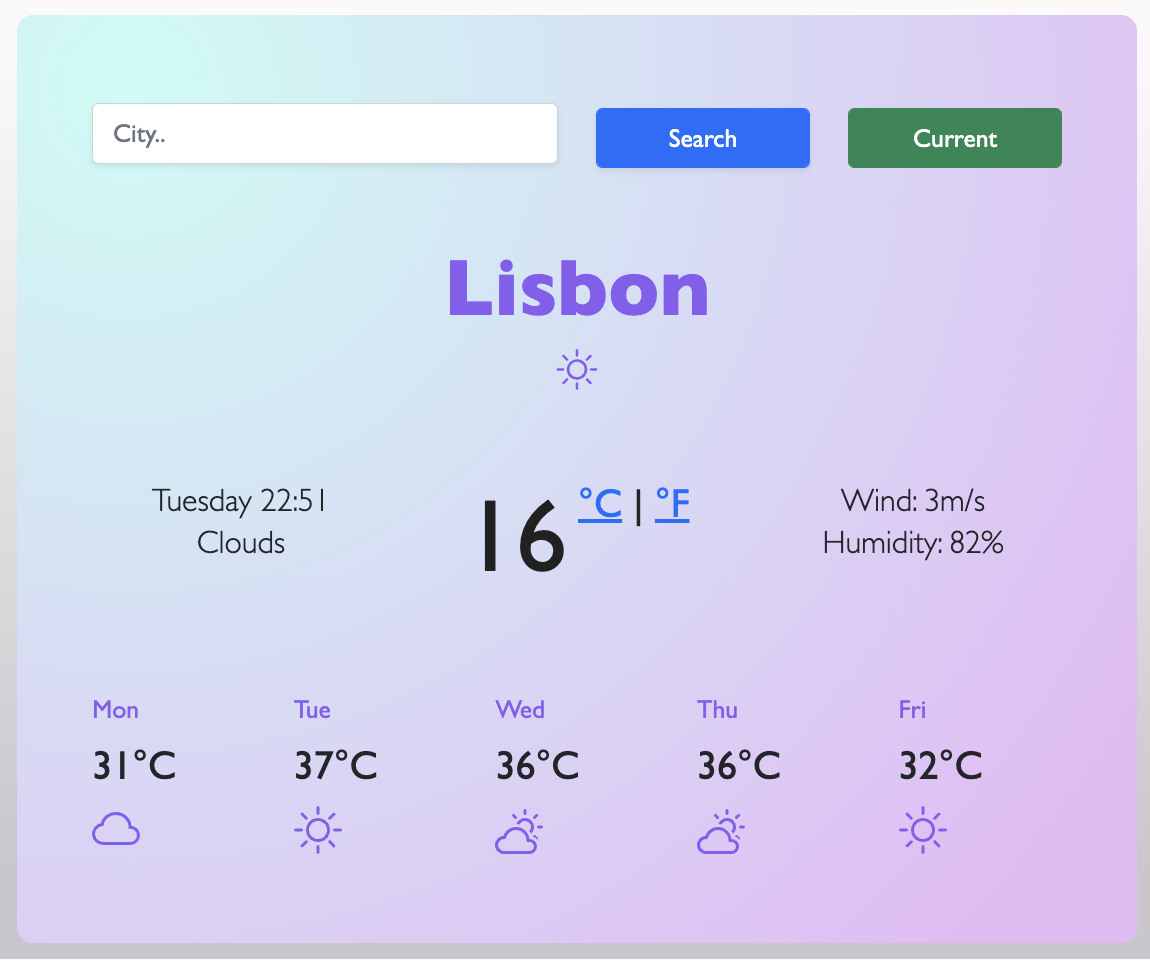 City..
Search
Current
Lisbon
Tuesday 22:51
Clouds
16 °C | °F
Wind: 3m/s
Humidity: 82%
Mon
Tue
Wed
Thu
Fri
31°C
37°C
36°C
36°C
32°C